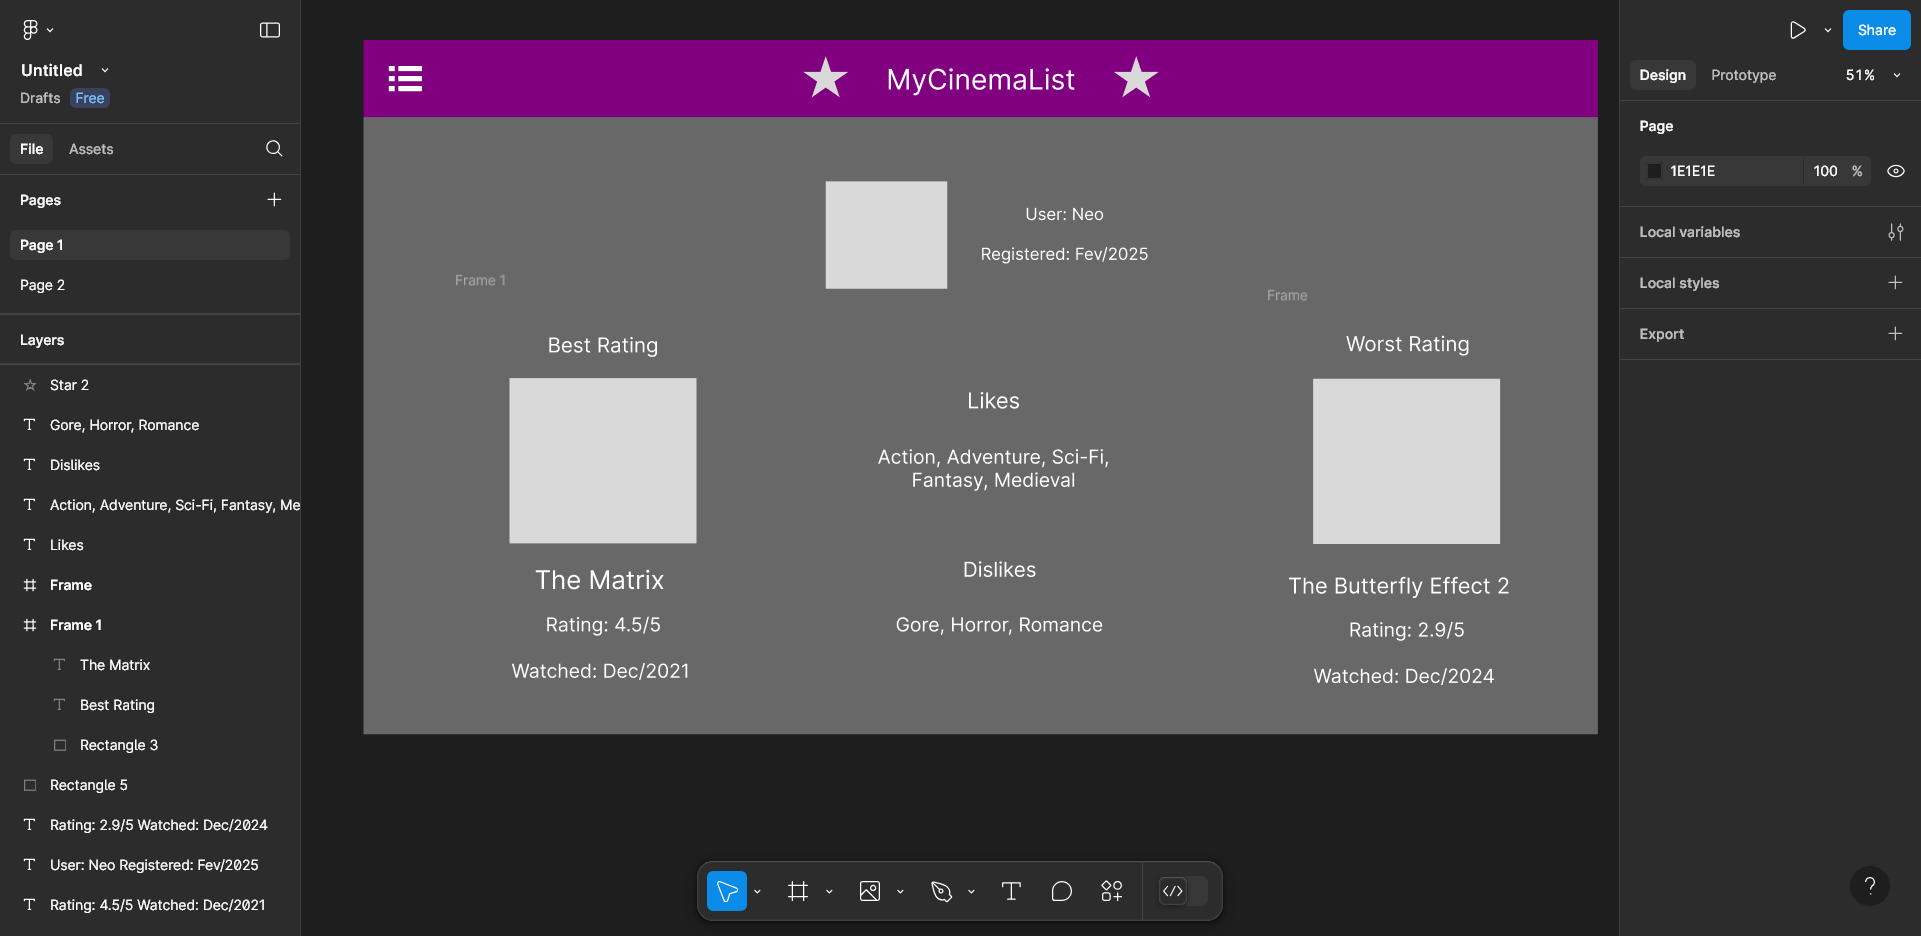 Untitled
Drafts Free
File Assets
Pages
Page 1
Page 2
Layers
Star 2
Gore, Horror, Romance
Dislikes
Action, Adventure, Sci-Fi, Fantasy, Me
Likes
Frame
Frame 1
The Matrix
Best Rating
Rectangle 3
Rectangle 5
Rating: 2.9/5 Watched: Dec/2024
User: Neo Registered: Fev/2025
Rating: 4.5/5 Watched: Dec/2021
MyCinemaList
User: Neo
Registered: Fev/2025
Frame 1
Best Rating
The Matrix
Rating: 4.5/5
Watched: Dec/2021
Likes
Action, Adventure, Sci-Fi,
Fantasy, Medieval
Dislikes
Gore, Horror, Romance
Frame
Worst Rating
The Butterfly Effect 2
Rating: 2.9/5
Watched: Dec/2024
Share
Design Prototype 51%
Page
1E1E1E 100 %
Local variables
Local styles
Export
?